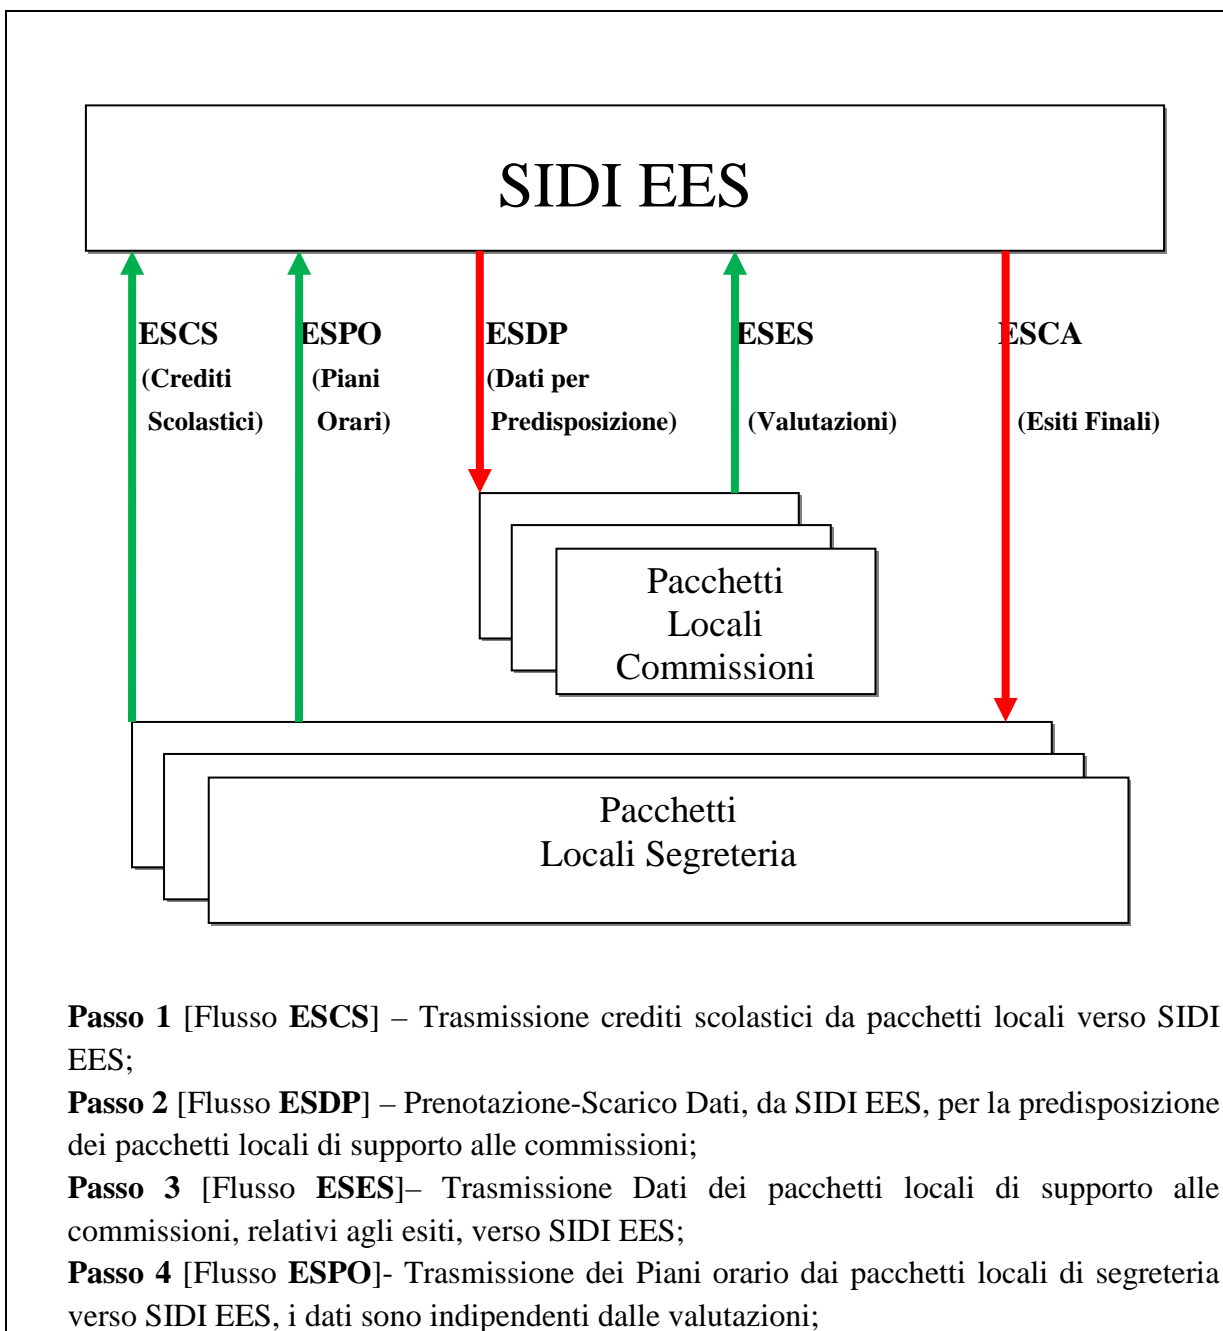 SIDI EES
ESCS ESPO ESDP ESES ESCA
(Crediti (Piani (Dati per
Scolastici) Orari) Predisposizione) (Valutazioni) (Esiti Finali)
Pacchetti
Locali
Commissioni
Pacchetti
Locali Segreteria
Passo 1 [Flusso ESCS] – Trasmissione crediti scolastici da pacchetti locali verso SIDI
EES;
Passo 2 [Flusso ESDP] – Prenotazione-Scarico Dati, da SIDI EES, per la predisposizione
dei pacchetti locali di supporto alle commissioni;
Passo 3 [Flusso ESES]– Trasmissione Dati dei pacchetti locali di supporto alle
commissioni, relativi agli esiti, verso SIDI EES;
Passo 4 [Flusso ESPO]- Trasmissione dei Piani orario dai pacchetti locali di segreteria
verso SIDI EES, i dati sono indipendenti dalle valutazioni;